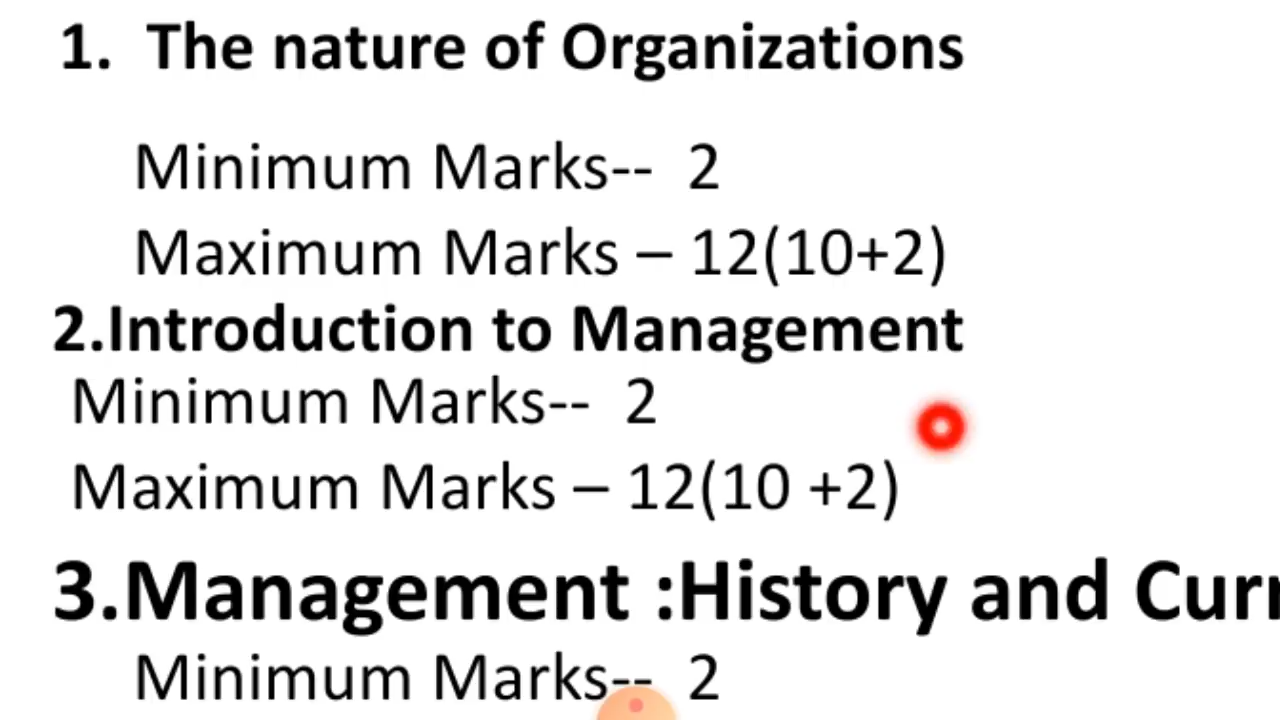 1. The nature of Organizations
Minimum Marks-- 2
Maximum Marks – 12(10+2)
2.Introduction to Management
Minimum Marks-- 2
Maximum Marks – 12(10 +2)
3.Management :History and
Minimum Marks-- 2